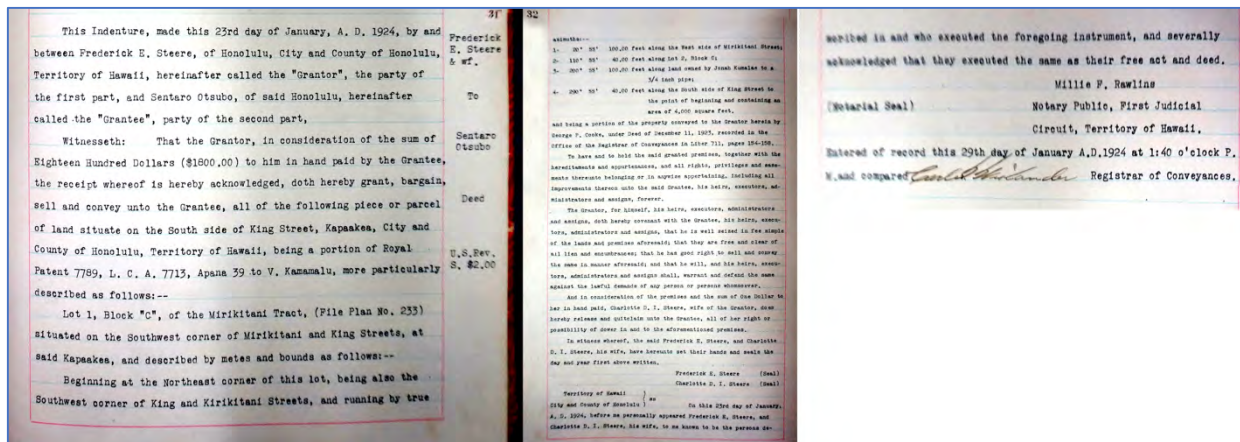 31
This Indenture, made this 23rd day of January, A. D. 1924, by and
between Frederick E. Steere, of Honolulu, City and County of Honolulu,
Territory of Hawaii, hereinafter called the "Grantor", the party of
the first part, and Sentaro Otsubo, of said Honolulu, hereinafter
called the "Grantee", party of the second part,
Witnesseth: That the Grantor, in consideration of the sum of
Eighteen Hundred Dollars ($1800.00) to him in hand paid by the Grantee,
the receipt whereof is hereby acknowledged, doth hereby grant, bargain,
sell and convey unto the Grantee, all of the following piece or parcel
of land situate on the South side of King Street, Kapaakea, City and
County of Honolulu, Territory of Hawaii, being a portion of Royal
Patent 7789, L. C. A. 7713, Apana 39 to V. Kamamalu, more particularly
described as follows:--
Lot 1, Block "C", of the Mirikitani Tract, (File Plan No. 233)
situated on the Southwest corner of Mirikitani and King Streets, at
said Kapaakea, and described by metes and bounds as follows:--
Beginning at the Northeast corner of this lot, being also the
Southwest corner of King and Kirikitani Streets, and running by true
Frederick
E. Steere
& wf.
To
Sentaro
Otsubo
Deed
U.S.Rev.
S. $2.00
32
azimuths:--
1- 20° 55' 100.00 feet along the West side of Mirikitani Street;
2- 110° 55' 40.00 feet along Lot 2, Block C;
3- 200° 55' 100.00 feet along land owned by Jonah Kumalae to a
3/4 inch pipe;
4- 290° 55' 40.00 feet along the South side of King Street to
the point of beginning and containing an
area of 4,000 square feet,
and being a portion of the property conveyed to the Grantor herein by
George P. Cooke, under Deed of December 11, 1923, recorded in the
Office of the Registrar of Conveyances in Liber 711, pages 154-158.
To have and to hold the said granted premises, together with the
hereditaments and appurtenances, and all rights, privileges and ease-
ments thereunto belonging or in anywise appertaining, including all
improvements thereon unto the said Grantee, his heirs, executors, ad-
ministrators and assigns, forever.
The Grantor, for himself, his heirs, executors, administrators
and assigns, doth hereby covenant with the Grantee, his heirs, execu-
tors, administrators and assigns, that he is well seized in fee simple
of the lands and premises aforesaid; that they are free and clear of
all lien and encumbrances; that he has good right to sell and convey
the same in manner aforesaid; and that he will, and his heirs, execu-
tors, administrators and assigns shall, warrant and defend the same
against the lawful demands of any person or persons whomsoever.
And in consideration of the premises and the sum of One Dollar to
her in hand paid, Charlotte D. I. Steere, wife of the Grantor, does
hereby release and quitclaim unto the Grantee, all of her right or
possibility of dower in and to the aforementioned premises.
In witness whereof, the said Frederick E. Steere, and Charlotte
D. I. Steere, his wife, have hereunto set their hands and seals the
day and year first above written.
Frederick E. Steere (Seal)
Charlotte D. I. Steere (Seal)
Territory of Hawaii )
) ss
City and County of Honolulu ) On this 23rd day of January,
A. D. 1924, before me personally appeared Frederick E. Steere, and
Charlotte D. I. Steere, his wife, to me known to be the persons de-
scribed in and who executed the foregoing instrument, and severally
acknowledged that they executed the same as their free act and deed.
Millie F. Rawlins
(Notarial Seal) Notary Public, First Judicial
Circuit, Territory of Hawaii.
Entered of record this 29th day of January A.D.1924 at 1:40 o'clock P.
M.and compared Registrar of Conveyances.